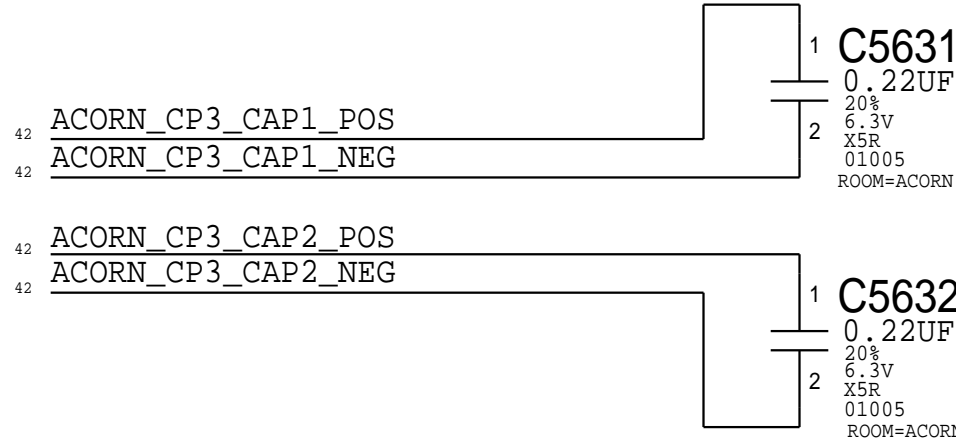 1 C5631
0.22UF
20%
6.3V
2
X5R
01005
ROOM=ACORN
42 ACORN_CP3_CAP1_POS
42 ACORN_CP3_CAP1_NEG
42 ACORN_CP3_CAP2_POS
42 ACORN_CP3_CAP2_NEG
1 C5632
0.22UF
20%
6.3V
2
X5R
01005
ROOM=ACORN